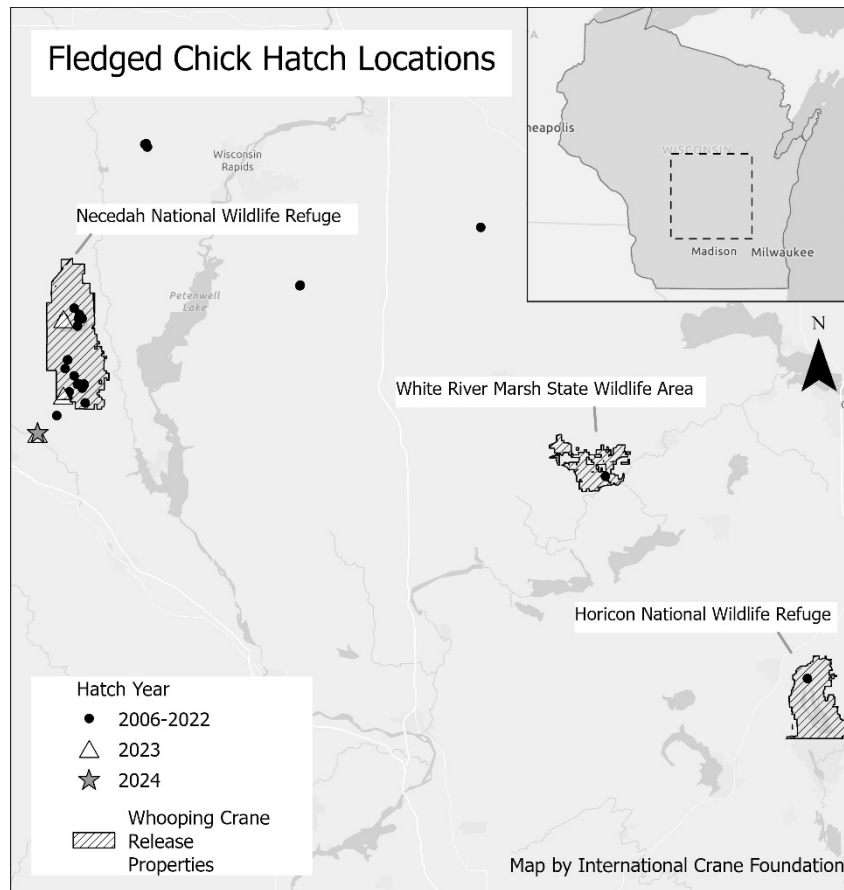 Fledged Chick Hatch Locations
A
neapolis
WISCONSIN
Madison
Milwaukee
Wisconsin
Rapids
Necedah National Wildlife Refuge
Petenwell
Lake
N
White River Marsh State Wildlife Area
Horicon National Wildlife Refuge
Hatch Year
2006-2022
2023
2024
Whooping Crane
Release
Properties
Map by International Crane Foundation